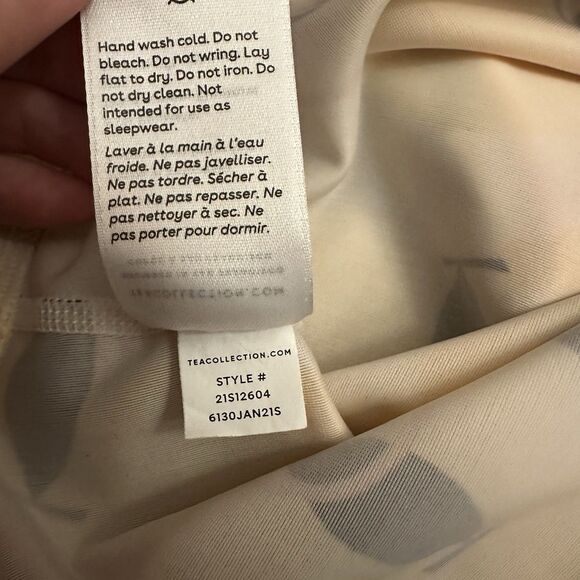 Hand wash cold. Do not
bleach. Do not wring. Lay
flat to dry. Do not iron. Do
not dry clean. Not
intended for use as
sleepwear.
Laver à la main à l'eau
froide. Ne pas javelliser.
Ne pas tordre. Sécher à
plat. Ne pas repasser. Ne
pas nettoyer à sec. Ne
pas porter pour dormir.
TEACOLLECTION.COM
TEACOLLECTION.COM
STYLE #
21S12604
6130JAN21S